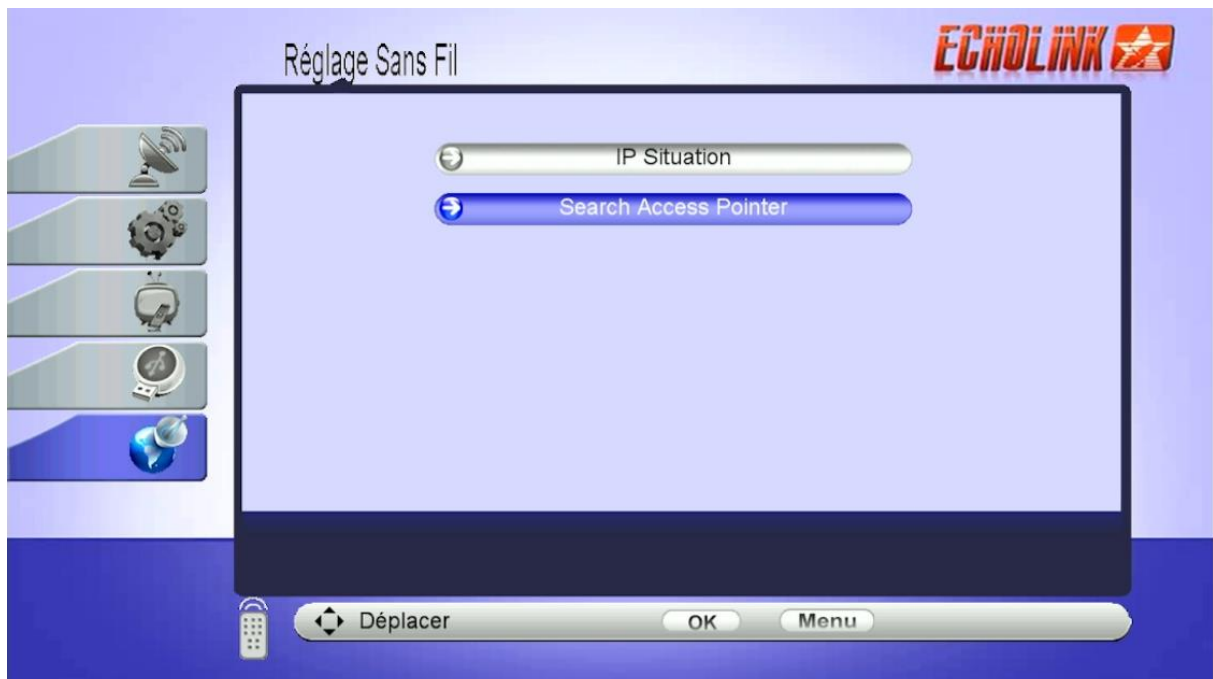 Réglage Sans Fil
ECHOLINK
IP Situation
Search Access Pointer
Déplacer
OK
Menu